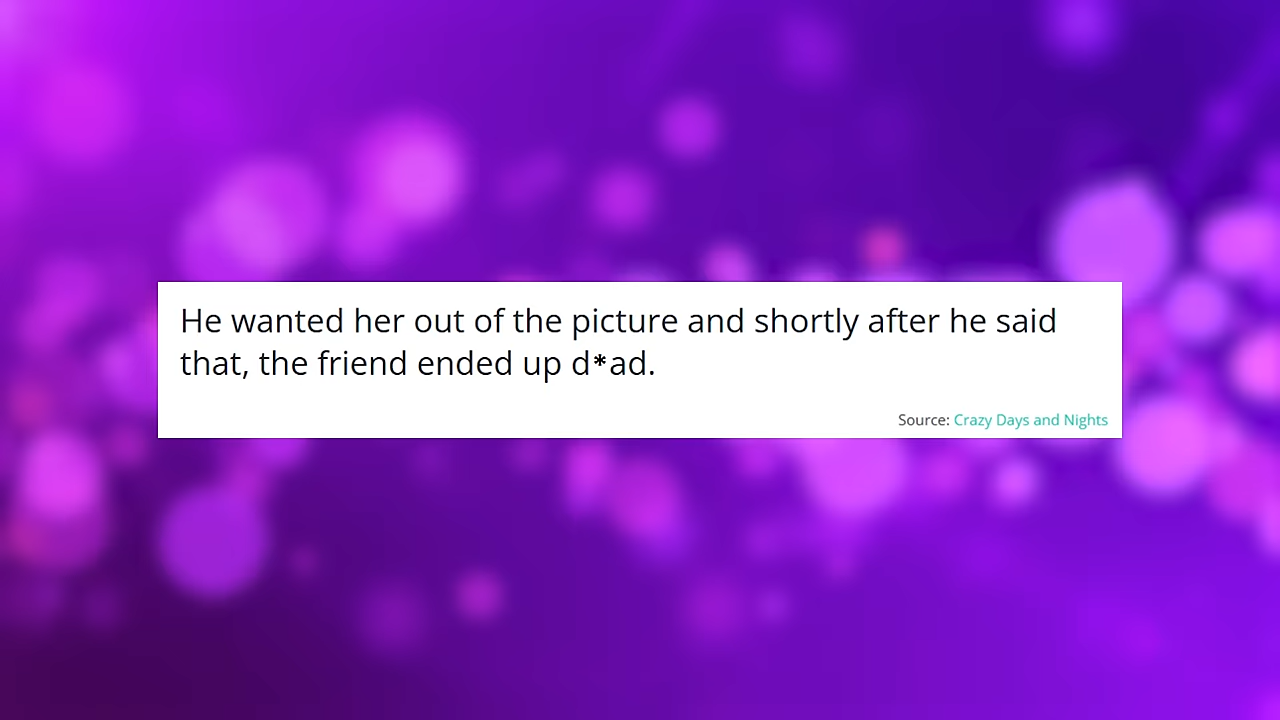 He wanted her out of the picture and shortly after he said
that, the friend ended up d*ad.
Source: Crazy Days and Nights